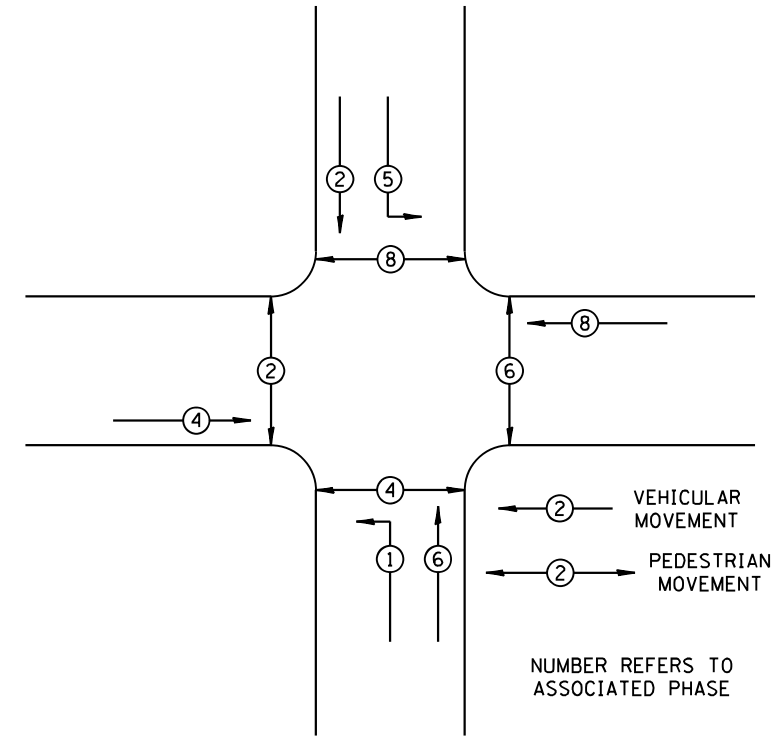 2 5
8
8
2 6
4
4
2 VEHICULAR
MOVEMENT
1 6
2 PEDESTRIAN
MOVEMENT
NUMBER REFERS TO
ASSOCIATED PHASE